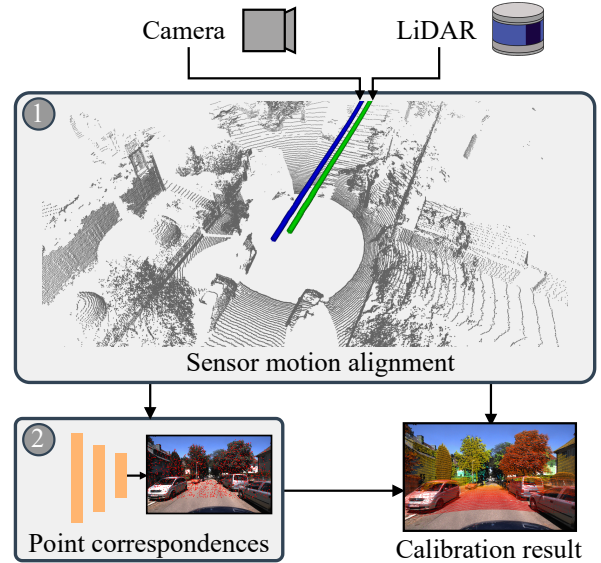 Camera
LiDAR
1
Sensor motion alignment
2
Point correspondences
Calibration result